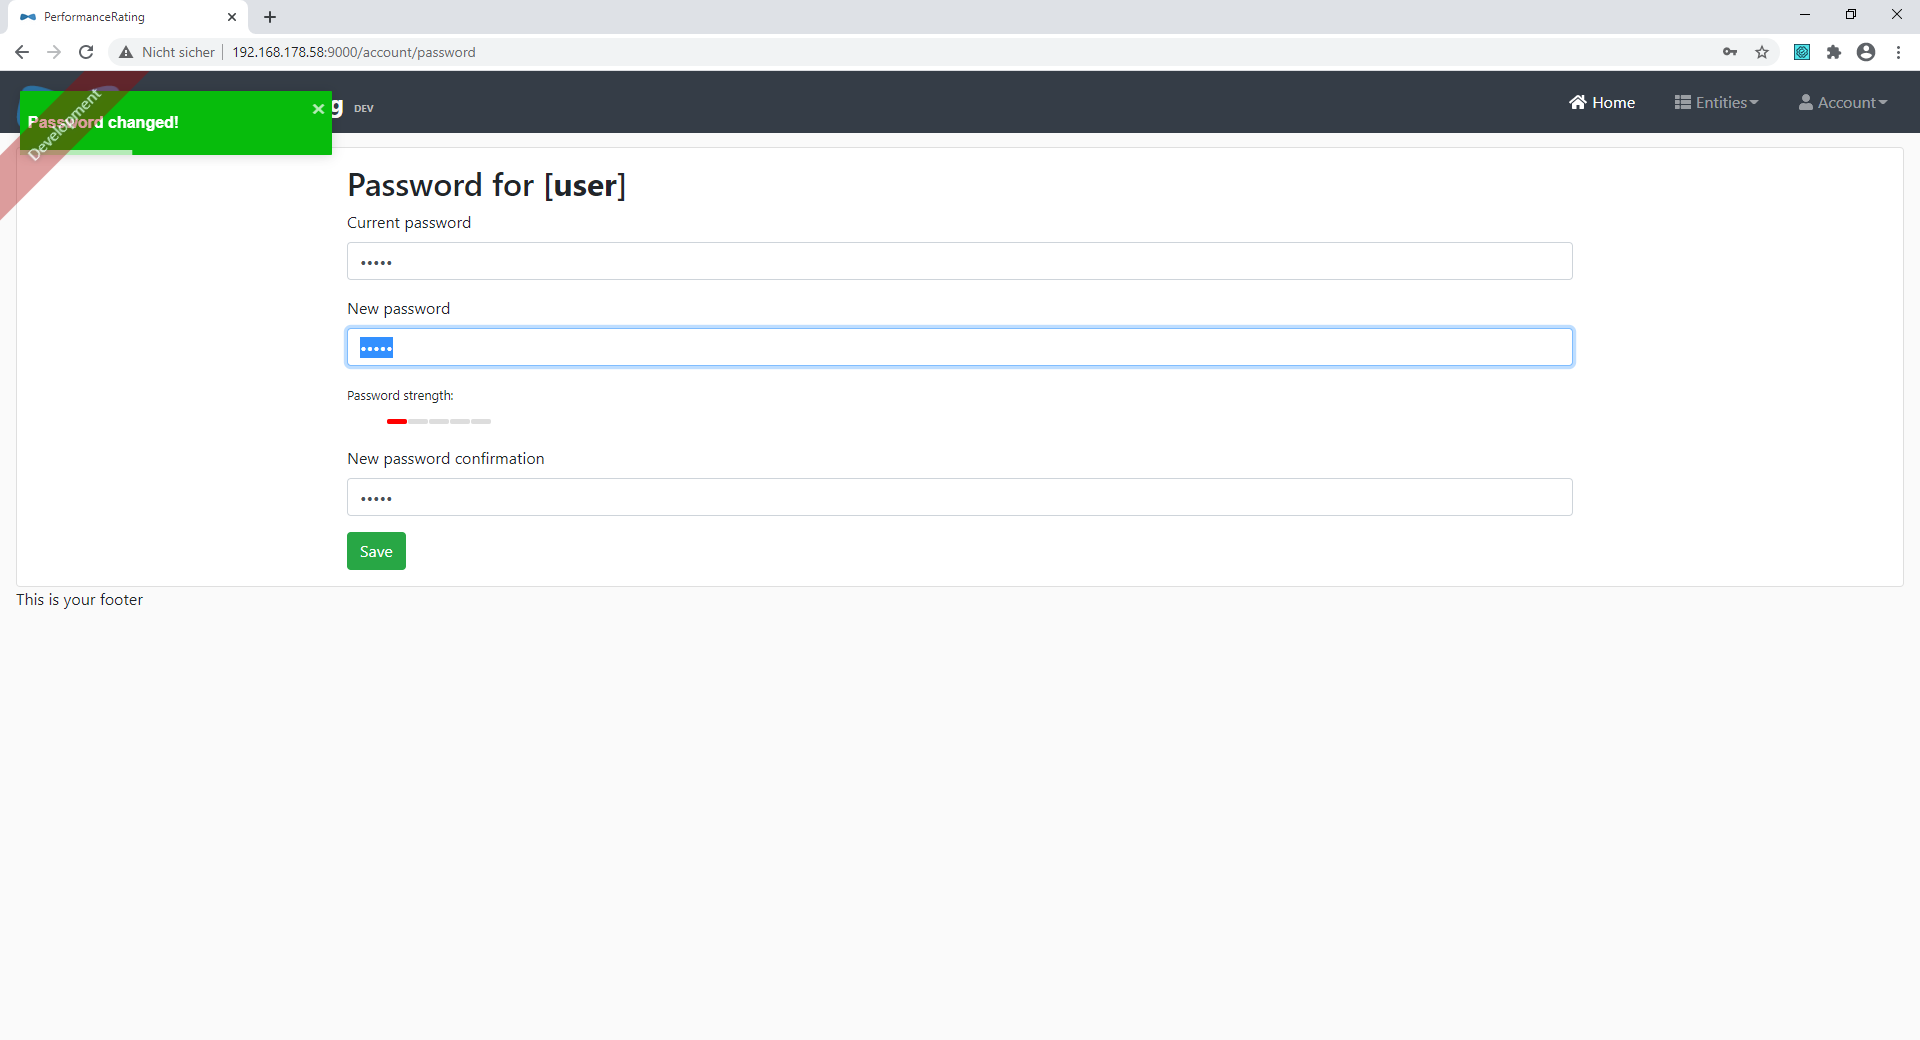 PerformanceRating
Nicht sicher 192.168.178.58:9000/account/password
Development
Password changed!
g DEV
Home Entities Account
Password for [user]
Current password
New password
Password strength:
New password confirmation
Save
This is your footer